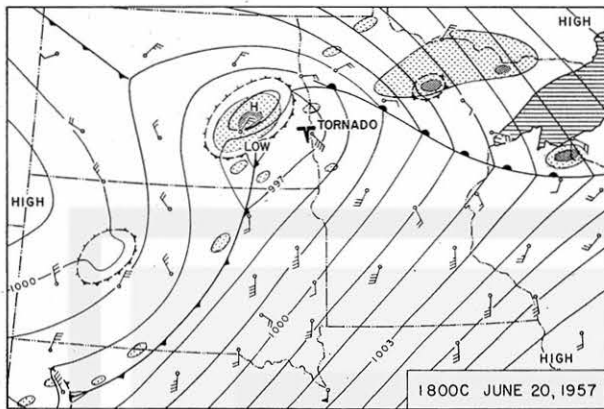 HIGH
H
TORNADO
LOW
997
HIGH
1000
1000
1003
HIGH
1800C JUNE 20, 1957